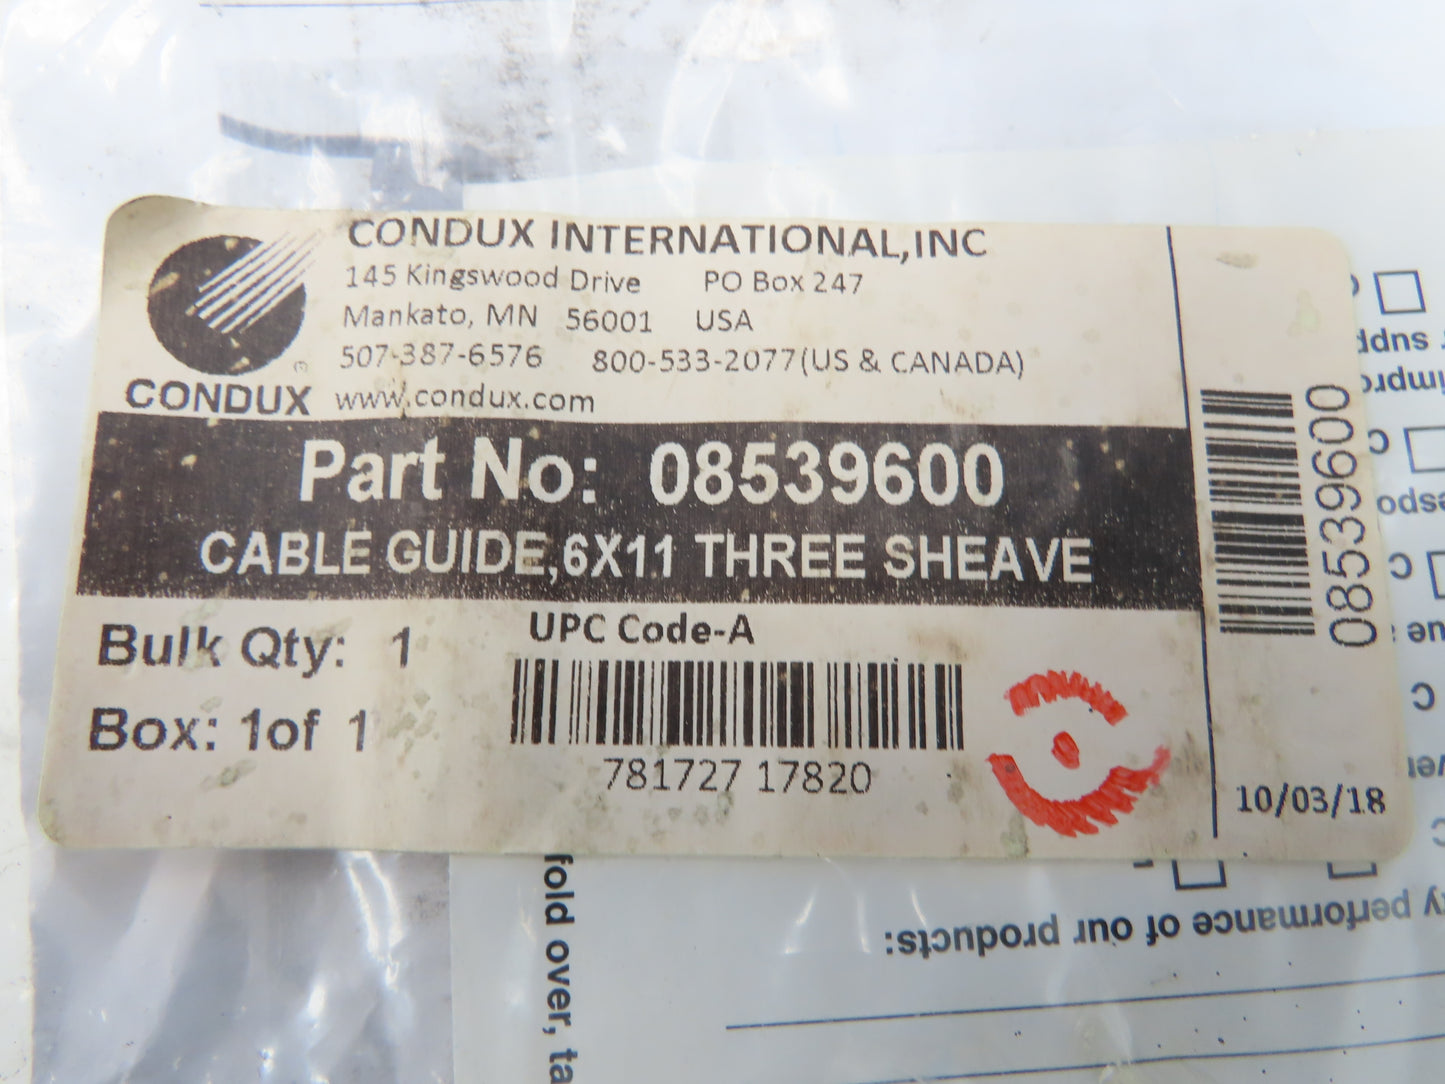 CONDUX INTERNATIONAL,INC
145 Kingswood Drive PO Box 247
Mankato, MN 56001 USA
507-387-6576 800-533-2077(US & CANADA)
CONDUX www.condux.com
Part No: 08539600
CABLE GUIDE,6X11 THREE SHEAVE
Bulk Qty: 1
Box: 1of 1
UPC Code-A
781727 17820
08539600
10/03/18
fold over, ta
performance of our products: